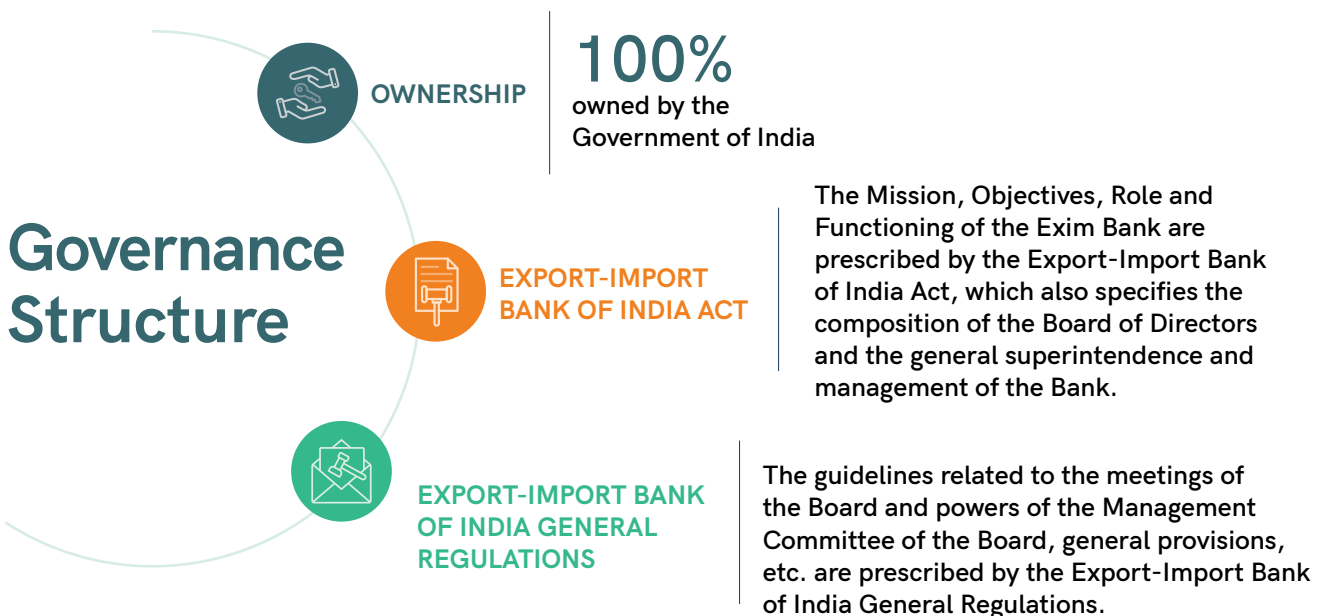 Governance
Structure
OWNERSHIP
100%
owned by the
Government of India
EXPORT-IMPORT
BANK OF INDIA ACT
The Mission, Objectives, Role and
Functioning of the Exim Bank are
prescribed by the Export-Import Bank
of India Act, which also specifies the
composition of the Board of Directors
and the general superintendence and
management of the Bank.
EXPORT-IMPORT BANK
OF INDIA GENERAL
REGULATIONS
The guidelines related to the meetings of
the Board and powers of the Management
Committee of the Board, general provisions,
etc. are prescribed by the Export-Import Bank
of India General Regulations.